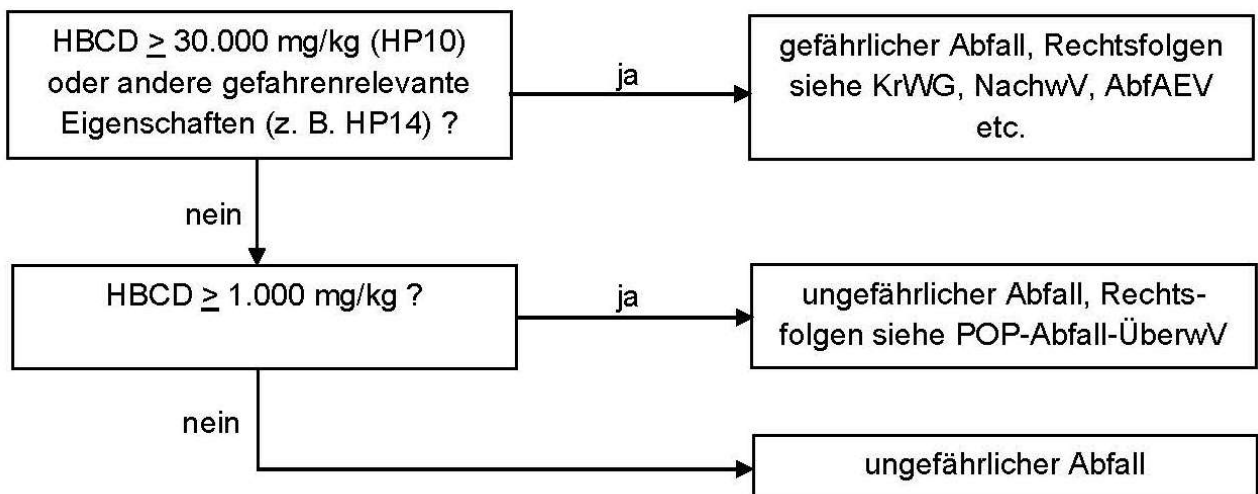 HBCD ≥ 30.000 mg/kg (HP10)
oder andere gefahrenrelevante
Eigenschaften (z. B. HP14) ?
ja
gefährlicher Abfall, Rechtsfolgen
siehe KrWG, NachwV, AbfAEV
etc.
nein
HBCD ≥ 1.000 mg/kg ?
ja
ungefährlicher Abfall, Rechts-
folgen siehe POP-Abfall-ÜberwV
nein
ungefährlicher Abfall